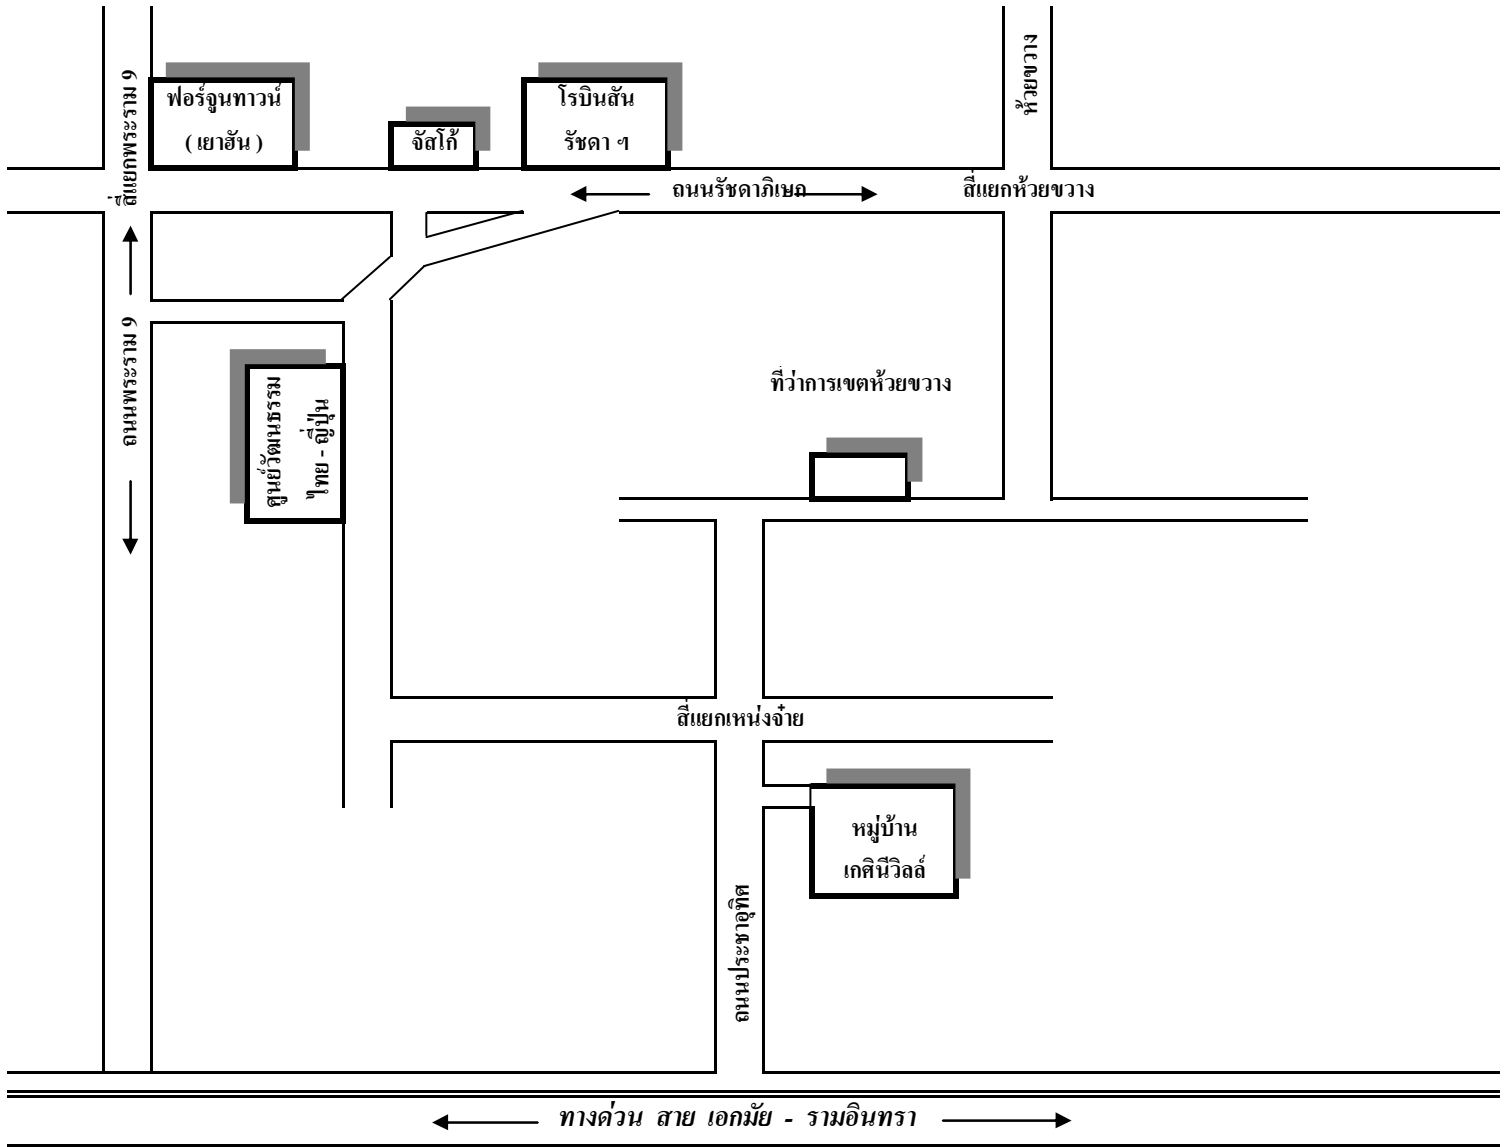 สี่แยกพระราม 9
ฟอร์จูนทาวน์
( เยาฮัน )
จัสโก้
โรบินสัน
รัชดา ฯ
ห้วยขวาง
ถนนรัชดาภิเษก
สี่แยกห้วยขวาง
ถนนพระราม 9
ศูนย์วัฒนธรรม
ไทย - ญี่ปุ่น
ที่ว่าการเขตห้วยขวาง
สี่แยกเหน่งจ๋าย
หมู่บ้าน
เกศินีวิลล์
ถนนประชาอุทิศ
ทางด่วน สาย เอกมัย - รามอินทรา